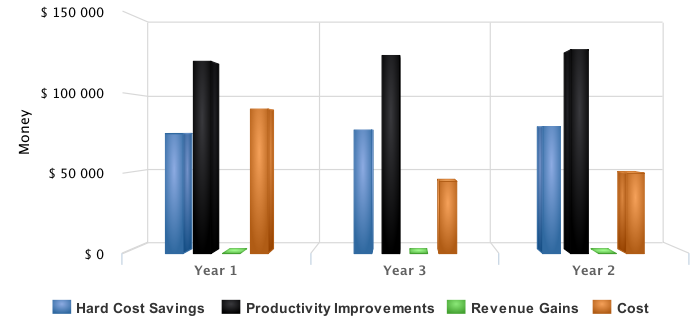 $ 150 000
$ 100 000
$ 50 000
$ 0
Money
Year 1 Year 3 Year 2
Hard Cost Savings Productivity Improvements Revenue Gains Cost